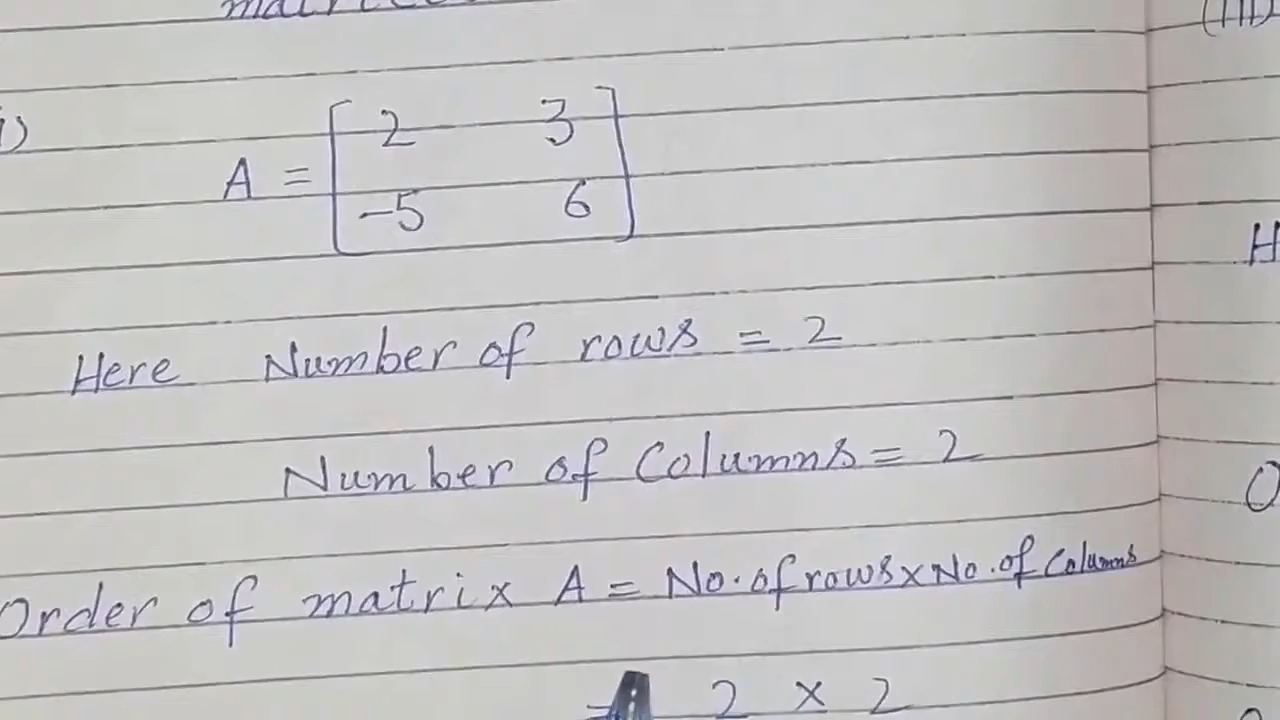 i)
A = [ 2 3
-5 6 ]
Here Number of rows = 2
Number of Columns = 2
Order of matrix A = No. of rows x No. of Columns
= 2 x 2
(iii)
H
O